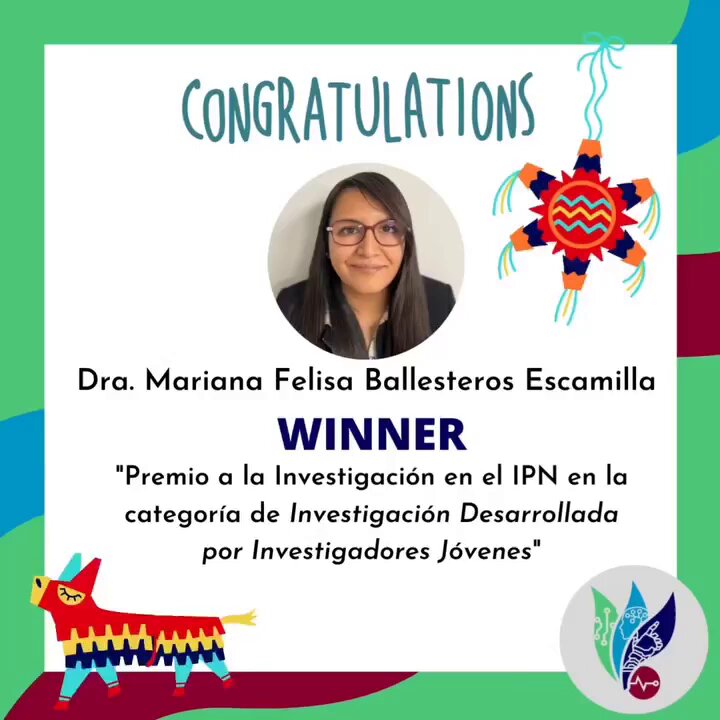 CONGRATULATIONS
Dra. Mariana Felisa Ballesteros Escamilla
WINNER
"Premio a la Investigación en el IPN en la
categoría de Investigación Desarrollada
por Investigadores Jóvenes"